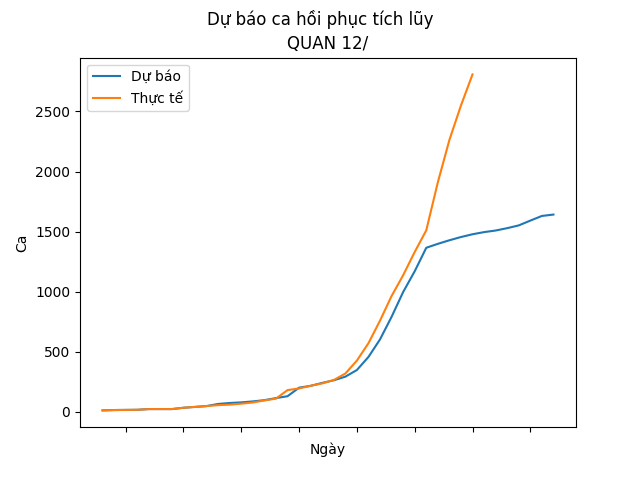 Dự báo ca hồi phục tích lũy
QUAN 12/
Dự báo
Thực tế
2500
2000
1500
1000
500
0
Ca
Ngày